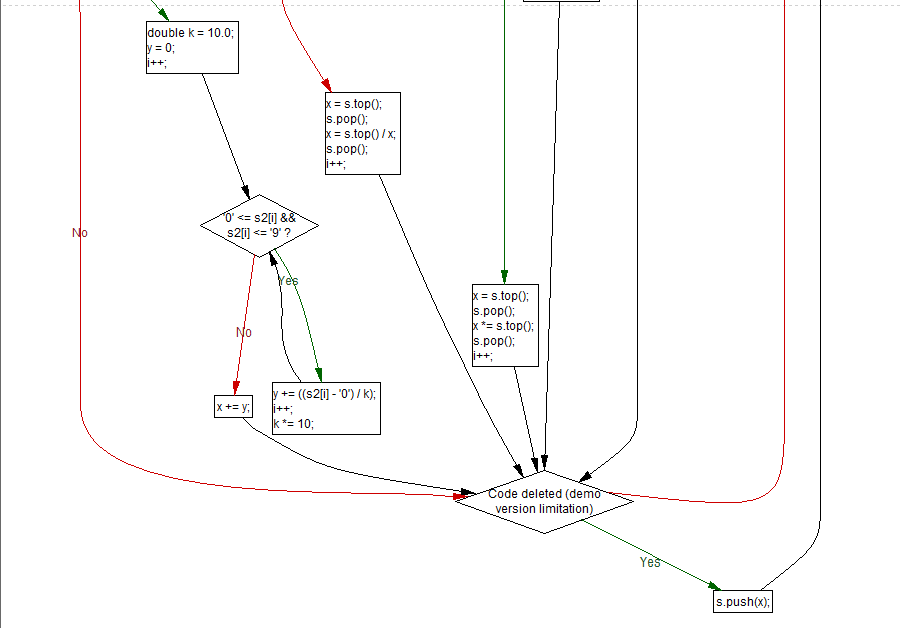 double k = 10.0;
y = 0;
i++;
x = s.top();
s.pop();
x = s.top() / x;
s.pop();
i++;
'0' <= s2[i] &&
s2[i] <= '9' ?
No
Yes
x = s.top();
s.pop();
x *= s.top();
s.pop();
i++;
No
y += ((s2[i] - '0') / k);
i++;
k *= 10;
x += y;
Code deleted (demo
version limitation)
Yes
s.push(x);